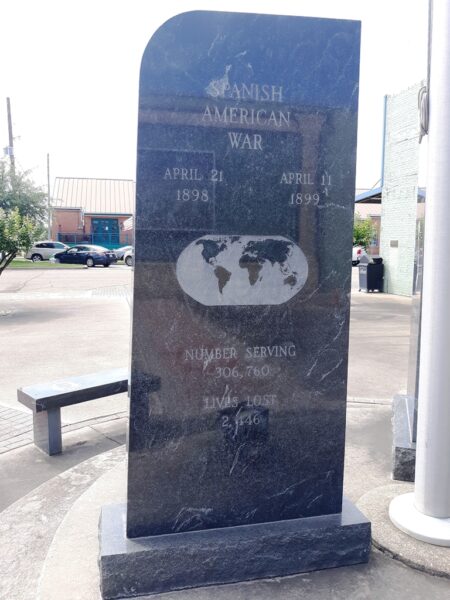 SPANISH
AMERICAN
WAR
APRIL 21
1898
APRIL 11
1899
NUMBER SERVING
306,760
LIVES LOST
2,446